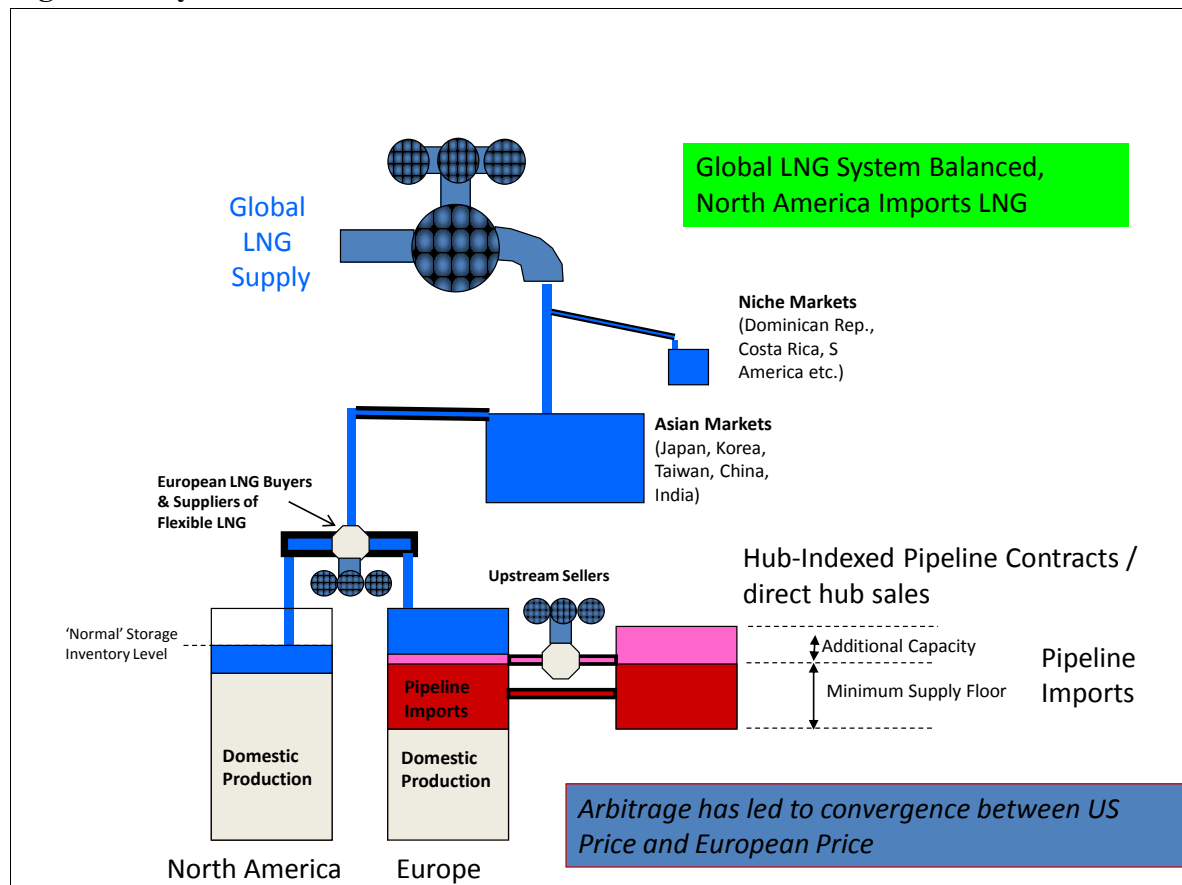 Global LNG System Balanced,
North America Imports LNG
Global
LNG
Supply
Niche Markets
(Dominican Rep.,
Costa Rica, S
America etc.)
Asian Markets
(Japan, Korea,
Taiwan, China,
India)
European LNG Buyers
& Suppliers of
Flexible LNG
Upstream Sellers
Hub-Indexed Pipeline Contracts /
direct hub sales
‘Normal’ Storage
Inventory Level
Additional Capacity
Minimum Supply Floor
Pipeline
Imports
Pipeline
Imports
Domestic
Production
Domestic
Production
Arbitrage has led to convergence between US
Price and European Price
North America
Europe